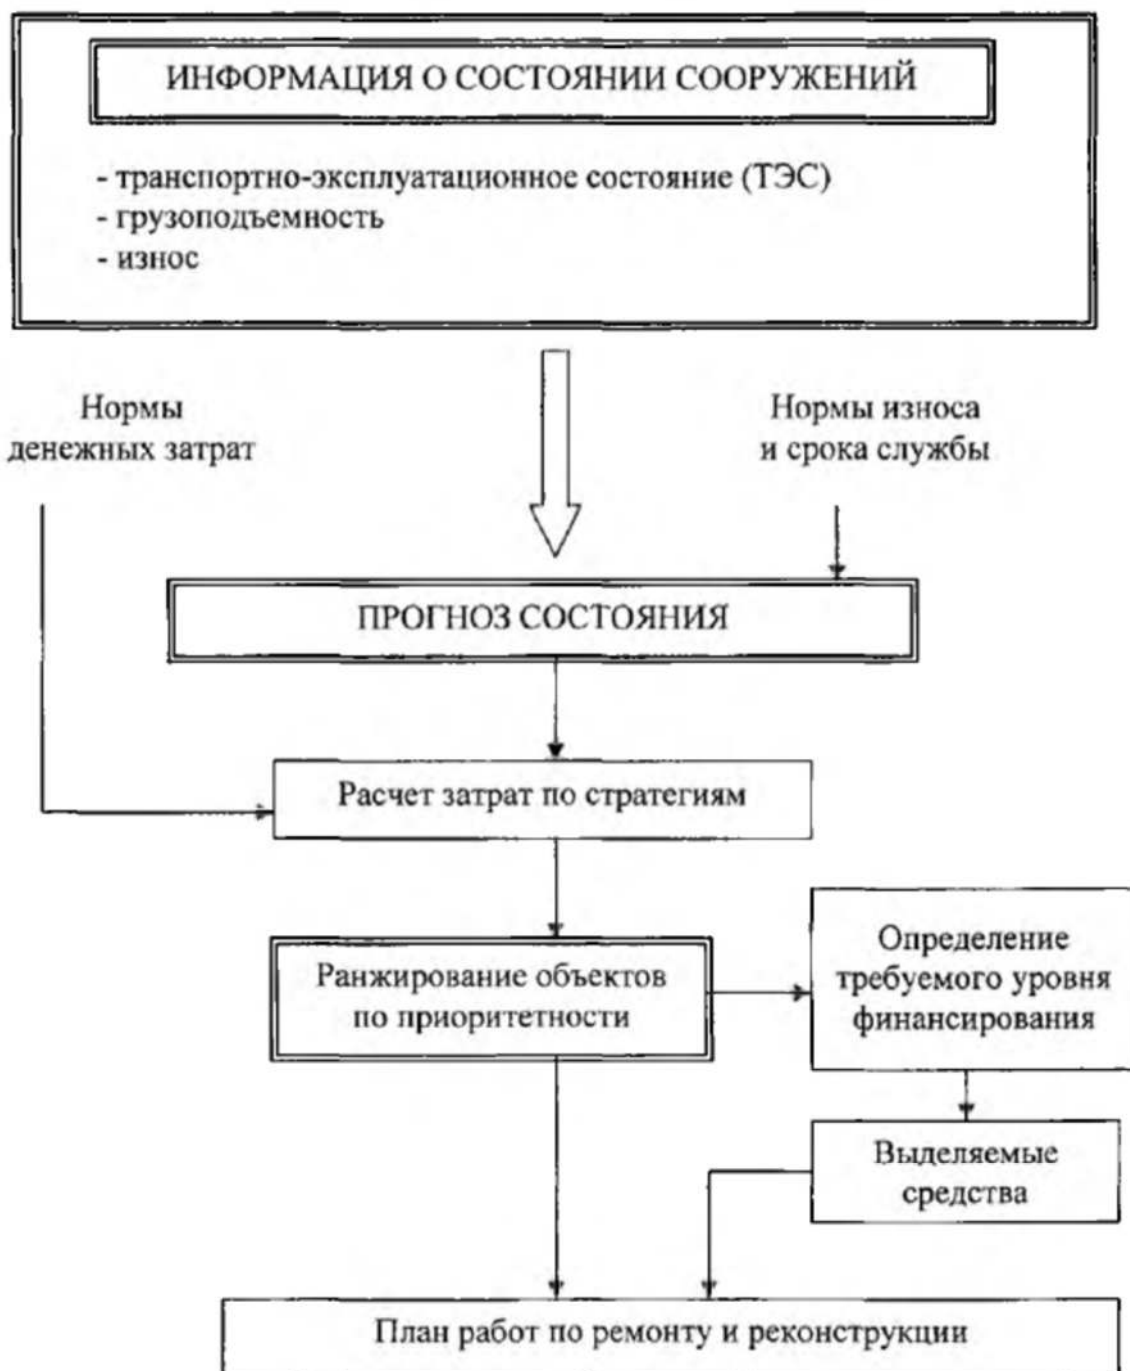 ИНФОРМАЦИЯ О СОСТОЯНИИ СООРУЖЕНИЙ
- транспортно-эксплуатационное состояние (ТЭС)
- грузоподъемность
- износ
Нормы
денежных затрат
Нормы износа
и срока службы
ПРОГНОЗ СОСТОЯНИЯ
Расчет затрат по стратегиям
Ранжирование объектов
по приоритетности
Определение
требуемого уровня
финансирования
Выделяемые
средства
План работ по ремонту и реконструкции